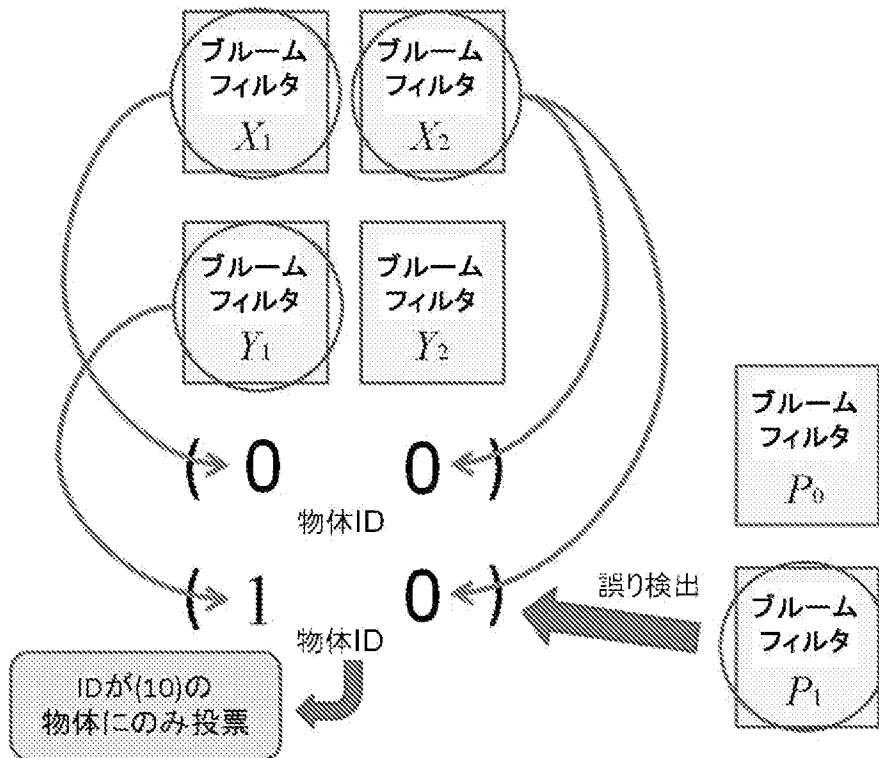 ブルーム
フィルタ
X1
ブルーム
フィルタ
X2
ブルーム
フィルタ
Y1
ブルーム
フィルタ
Y2
ブルーム
フィルタ
P0
( 0 0 )
物体ID
( 1 0 )
物体ID
誤り検出
ブルーム
フィルタ
P1
IDが(10)の
物体にのみ投票